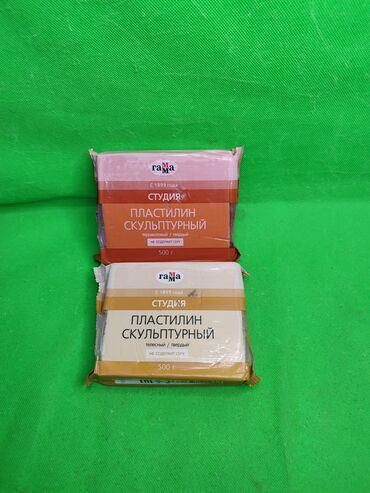 гамма
С 1899 года
СТУДИЯ
ПЛАСТИЛИН
СКУЛЬПТУРНЫЙ
терракотовый / твердый
НЕ СОДЕРЖИТ СЕРУ
500 г
гамма
С 1899 года
СТУДИЯ
ПЛАСТИЛИН
СКУЛЬПТУРНЫЙ
телесный / твердый
НЕ СОДЕРЖИТ СЕРУ
500 г